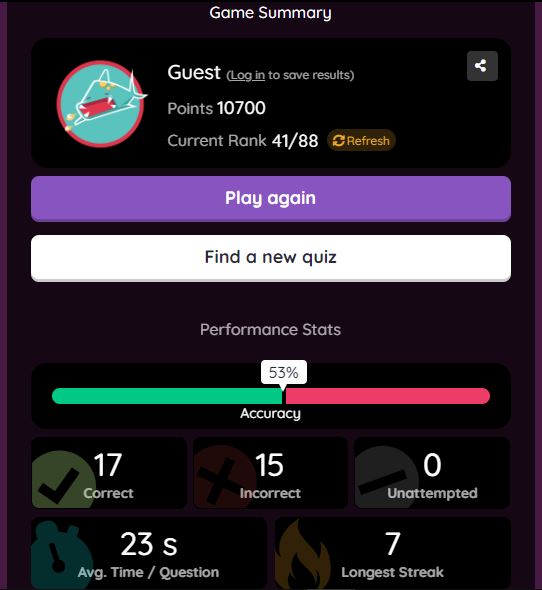 Game Summary
Guest (Log in to save results)
Points 10700
Current Rank 41/88 Refresh
Play again
Find a new quiz
Performance Stats
53%
Accuracy
17
Correct
15
Incorrect
0
Unattempted
23 s
Avg. Time / Question
7
Longest Streak